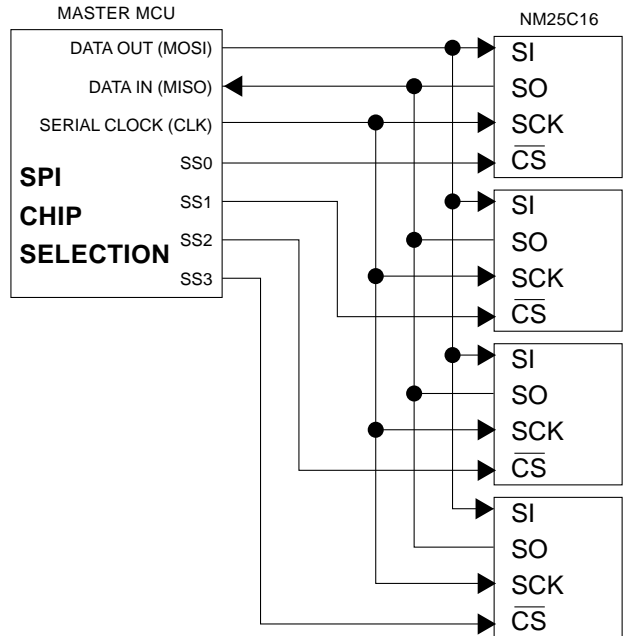 MASTER MCU
DATA OUT (MOSI)
DATA IN (MISO)
SERIAL CLOCK (CLK)
SS0
SPI
CHIP
SELECTION
SS1
SS2
SS3
NM25C16
SI
SO
SCK
CS
SI
SO
SCK
CS
SI
SO
SCK
CS
SI
SO
SCK
CS